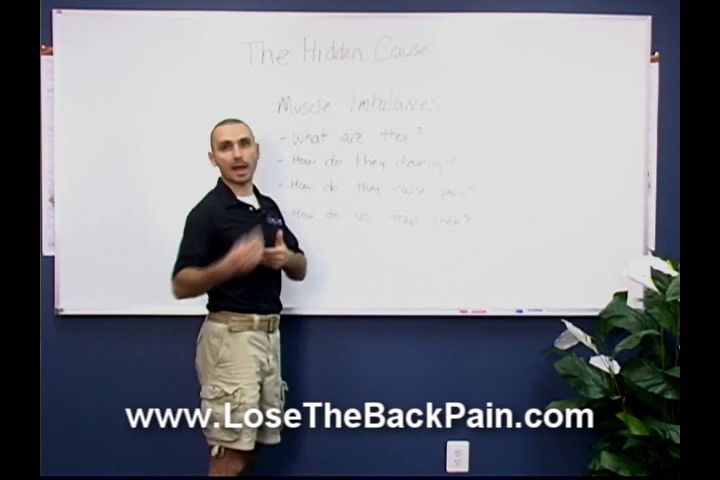 The Hidden Cause
Muscle Imbalances
- What are they?
- How do they
- How do they cause pain?
- How do you treat them?
www.LoseTheBackPain.com